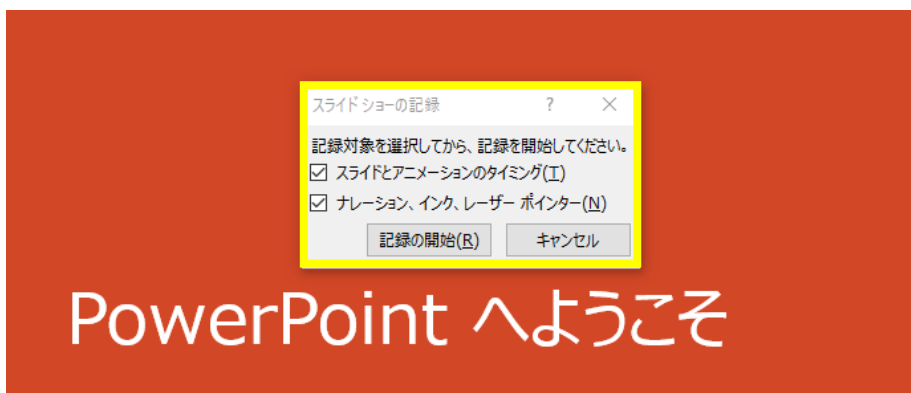 スライド ショーの記録 ?
記録対象を選択してから、記録を開始してください。
スライドとアニメーションのタイミング(T)
ナレーション、インク、レーザー ポインター(N)
記録の開始(R) キャンセル
PowerPoint へようこそ